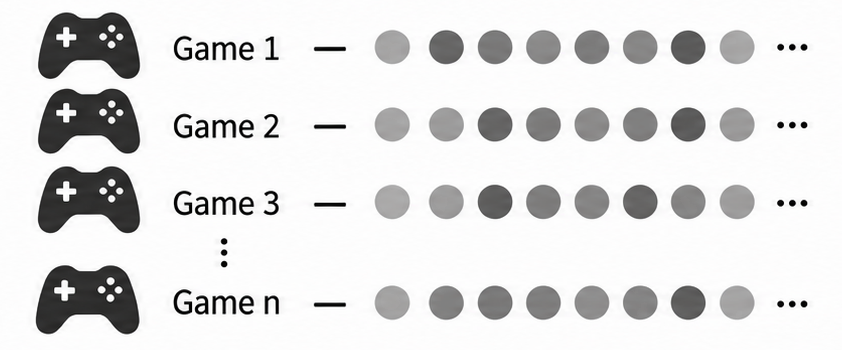 Game 1 — ...
Game 2 — ...
Game 3 — ...
⋮
Game n — ...